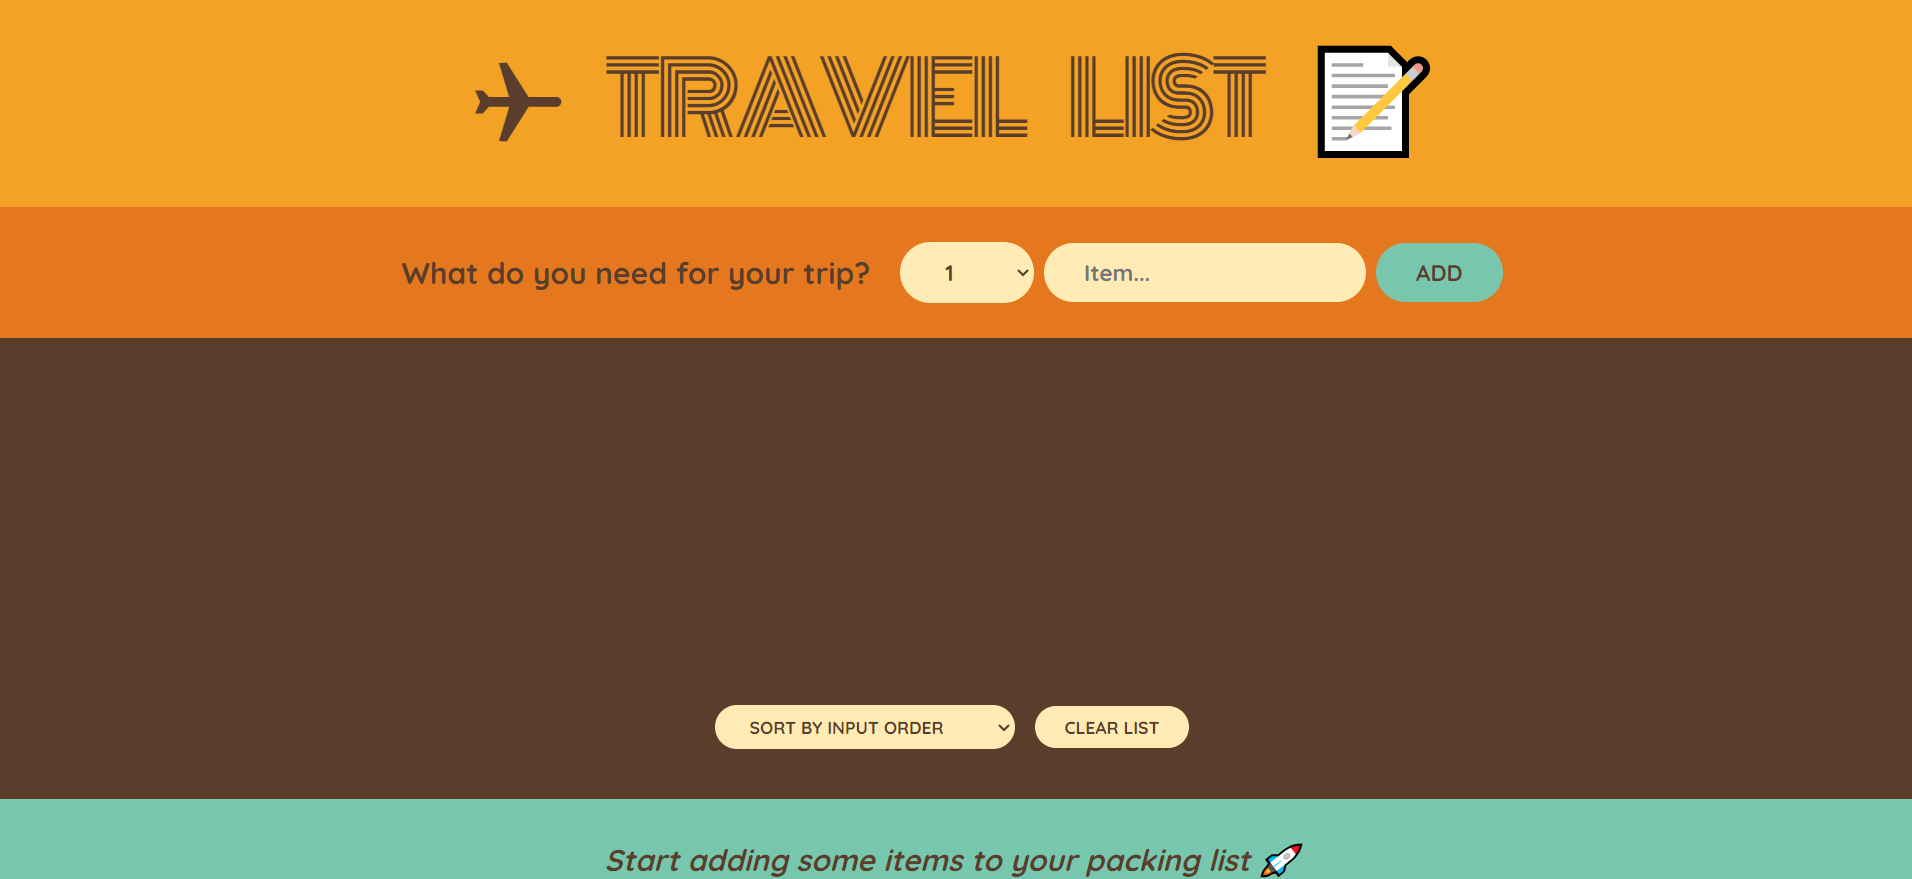 TRAVEL LIST
What do you need for your trip? 1 Item... ADD
SORT BY INPUT ORDER CLEAR LIST
Start adding some items to your packing list